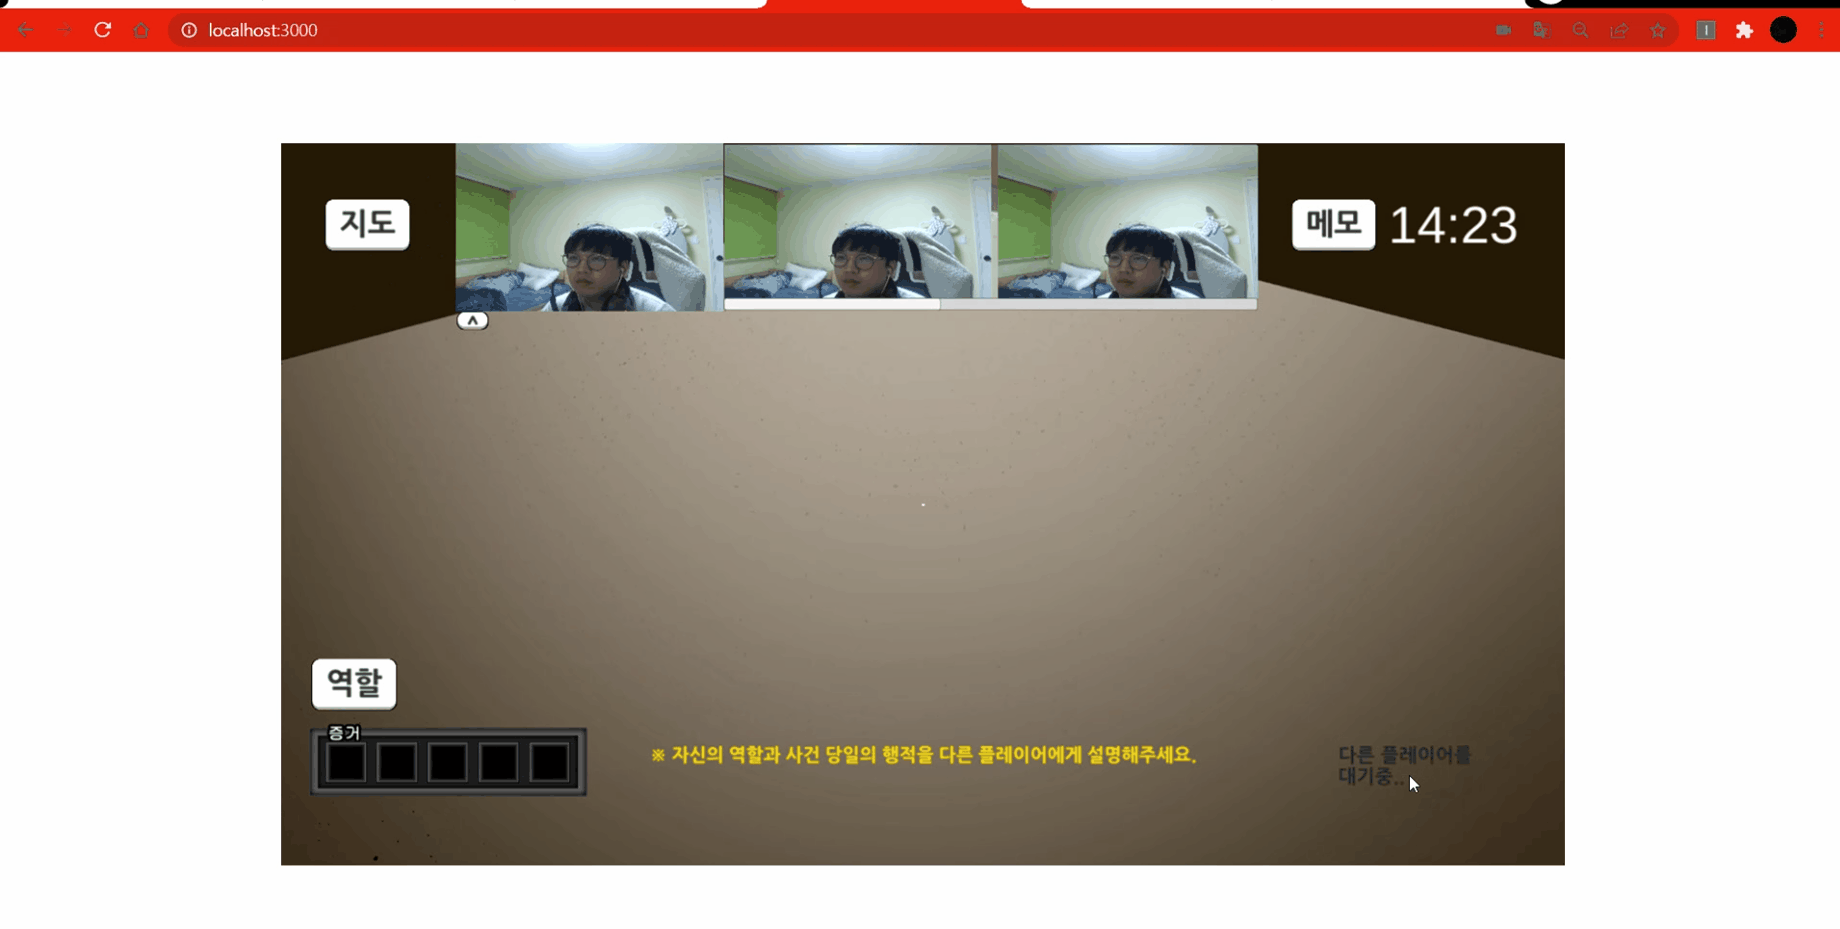 localhost:3000
지도
메모 14:23
역할
증거
※ 자신의 역할과 사건 당일의 행적을 다른 플레이어에게 설명해주세요.
다른 플레이어를
대기중..